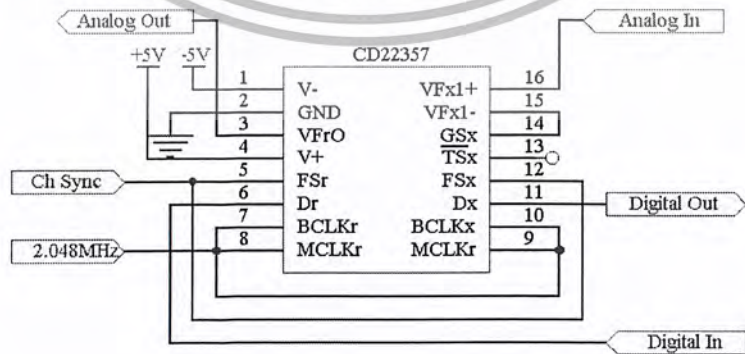 Analog Out
Analog In
CD22357
+5V
-5V
1 V- VFx1+ 16
2 GND VFx1- 15
3 VFrO GSx 14
4 V+ TSx 13
5 FSr FSx 12
6 Dr Dx 11
7 BCLKr BCLKx 10
8 MCLKr MCLKr 9
Ch Sync
Digital Out
2.048MHz
Digital In